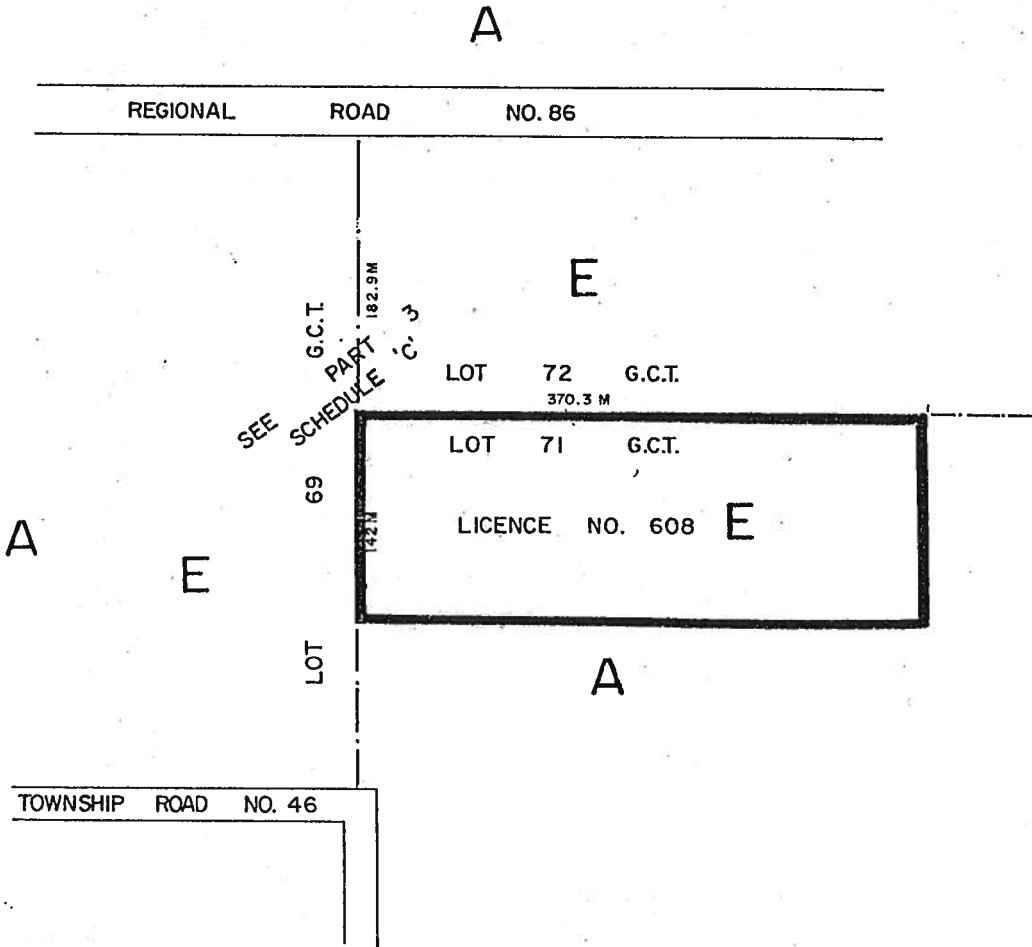 A
REGIONAL ROAD NO. 86
182.9M
G.C.T.
E
PART 3
SEE SCHEDULE 'C'
LOT 72 G.C.T.
370.3 M
LOT 71 G.C.T.
69
142M
LICENCE NO. 608 E
A
E
LOT
A
TOWNSHIP ROAD NO. 46